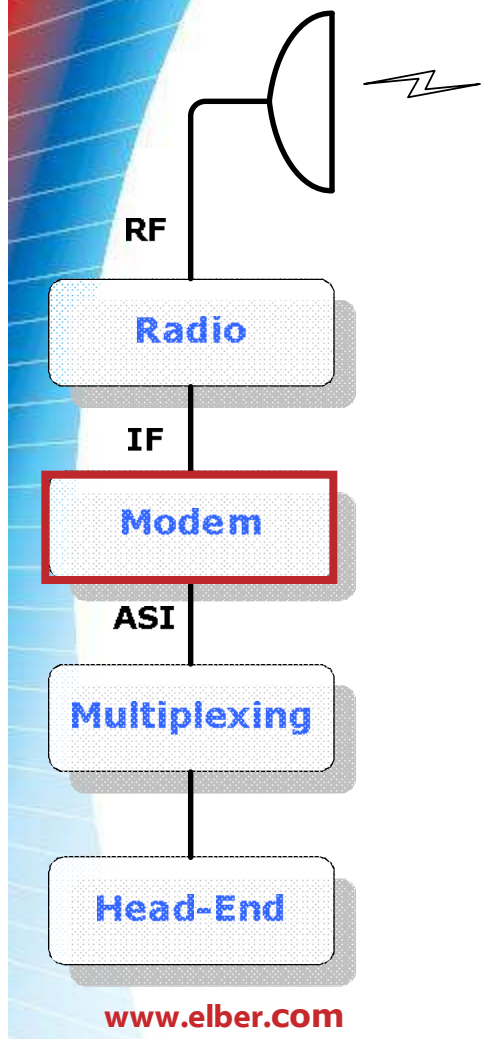 RF
Radio
IF
Modem
ASI
Multiplexing
Head-End
www.elber.com